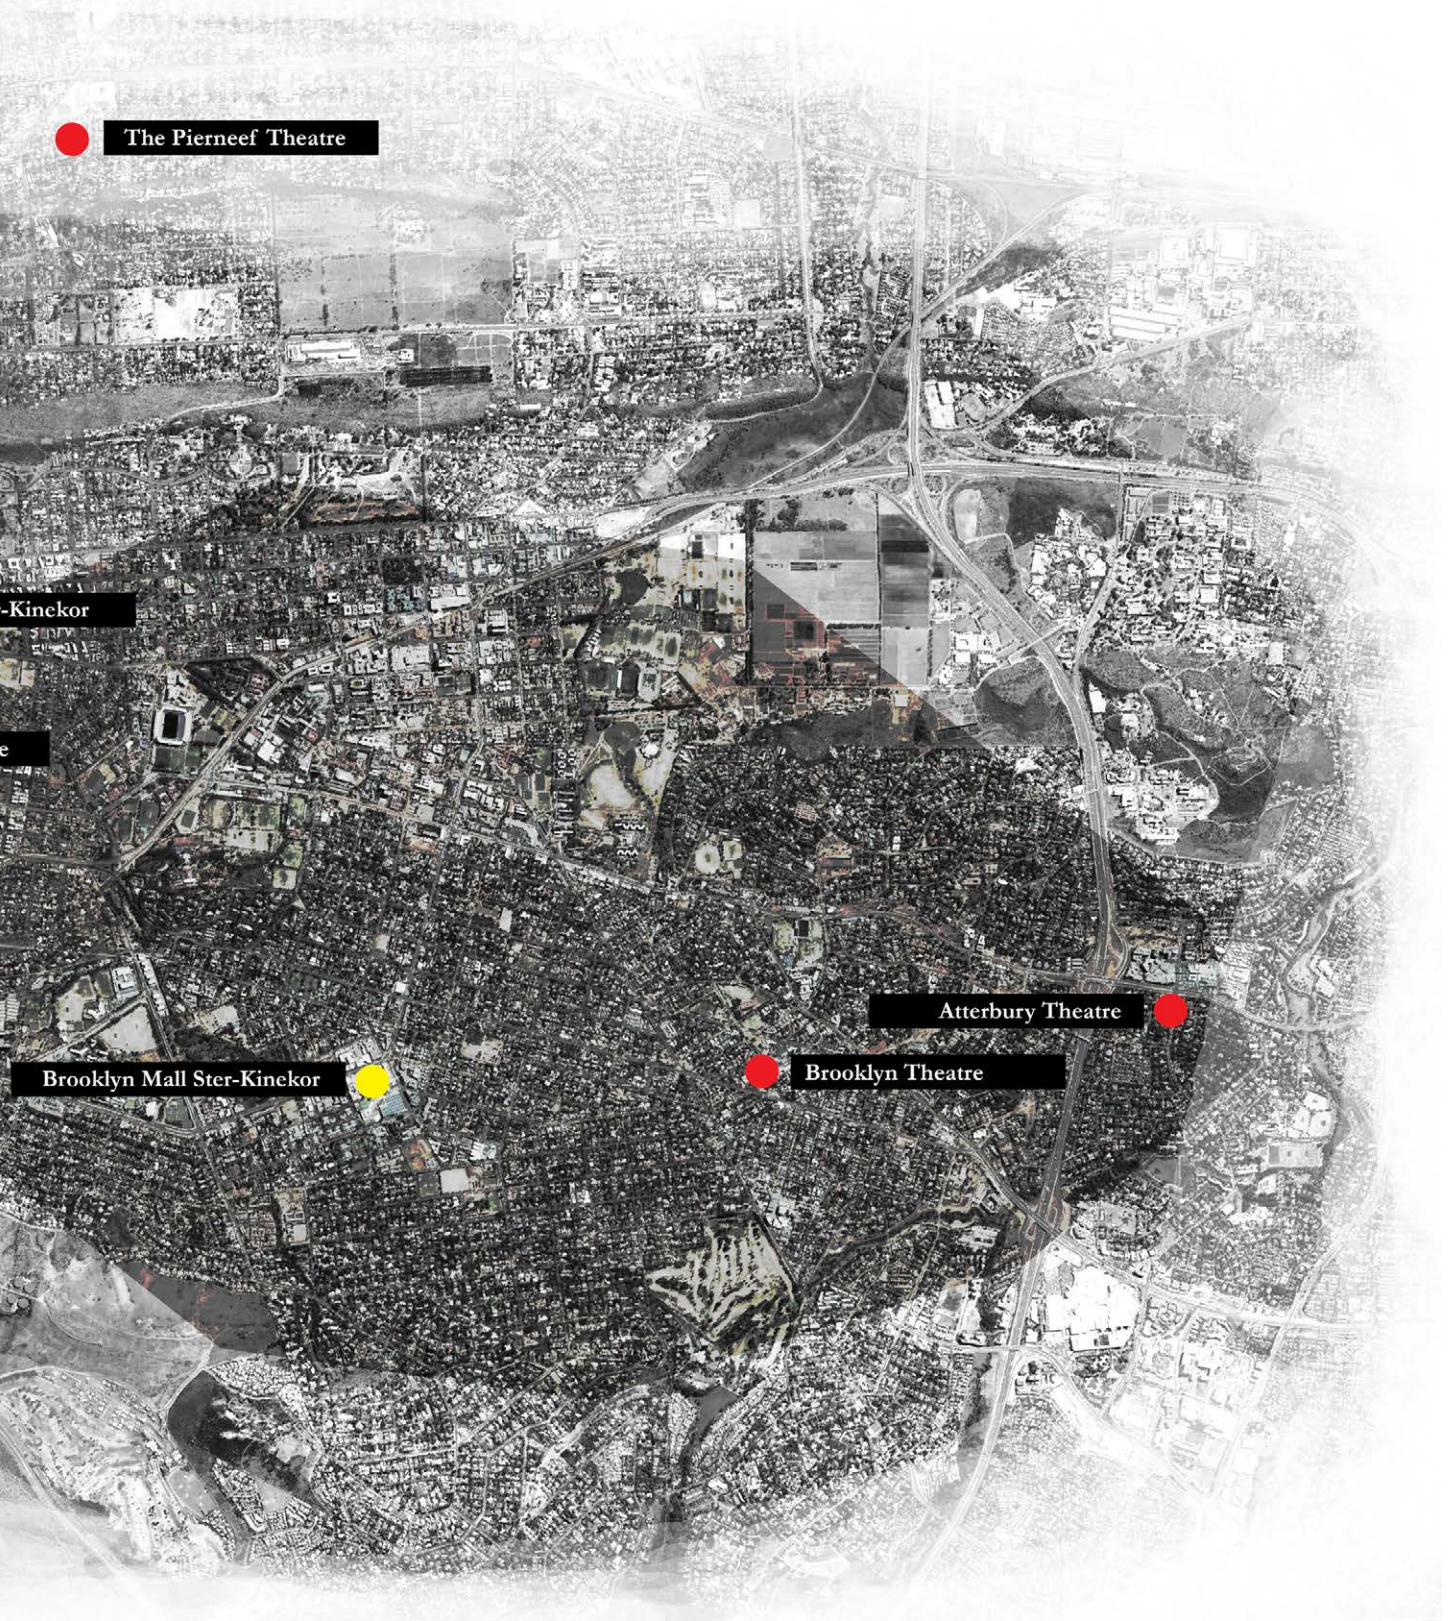 The Pierneef Theatre
-Kinekor
e
Atterbury Theatre
Brooklyn Theatre
Brooklyn Mall Ster-Kinekor